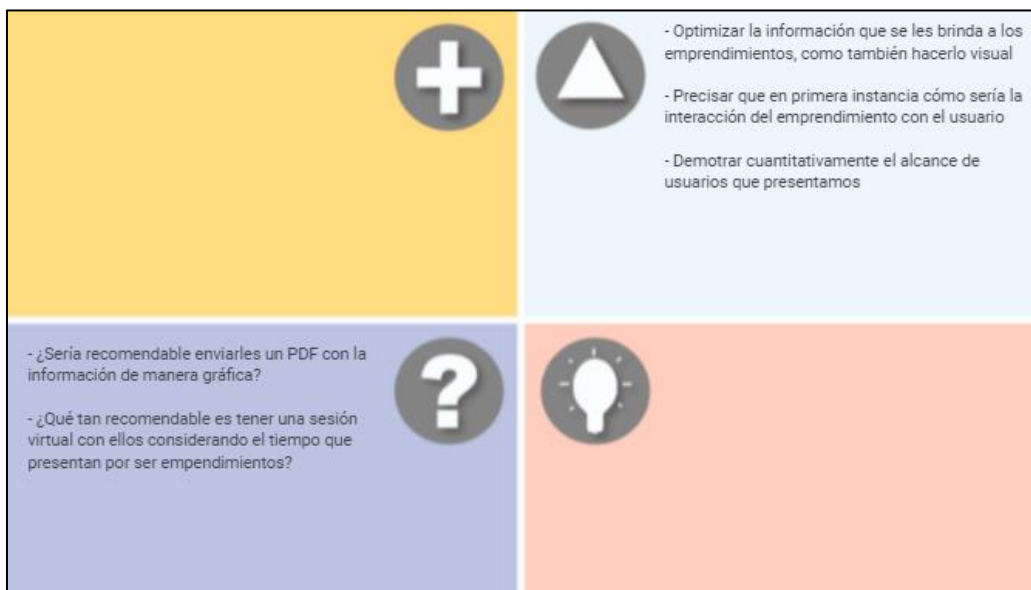 - Optimizar la información que se les brinda a los
emprendimientos, como también hacerlo visual
- Precisar que en primera instancia cómo sería la
interacción del emprendimiento con el usuario
- Demotrar cuantitativamente el alcance de
usuarios que presentamos
- ¿Sería recomendable enviarles un PDF con la
información de manera gráfica?
- ¿Qué tan recomendable es tener una sesión
virtual con ellos considerando el tiempo que
presentan por ser empendimientos?